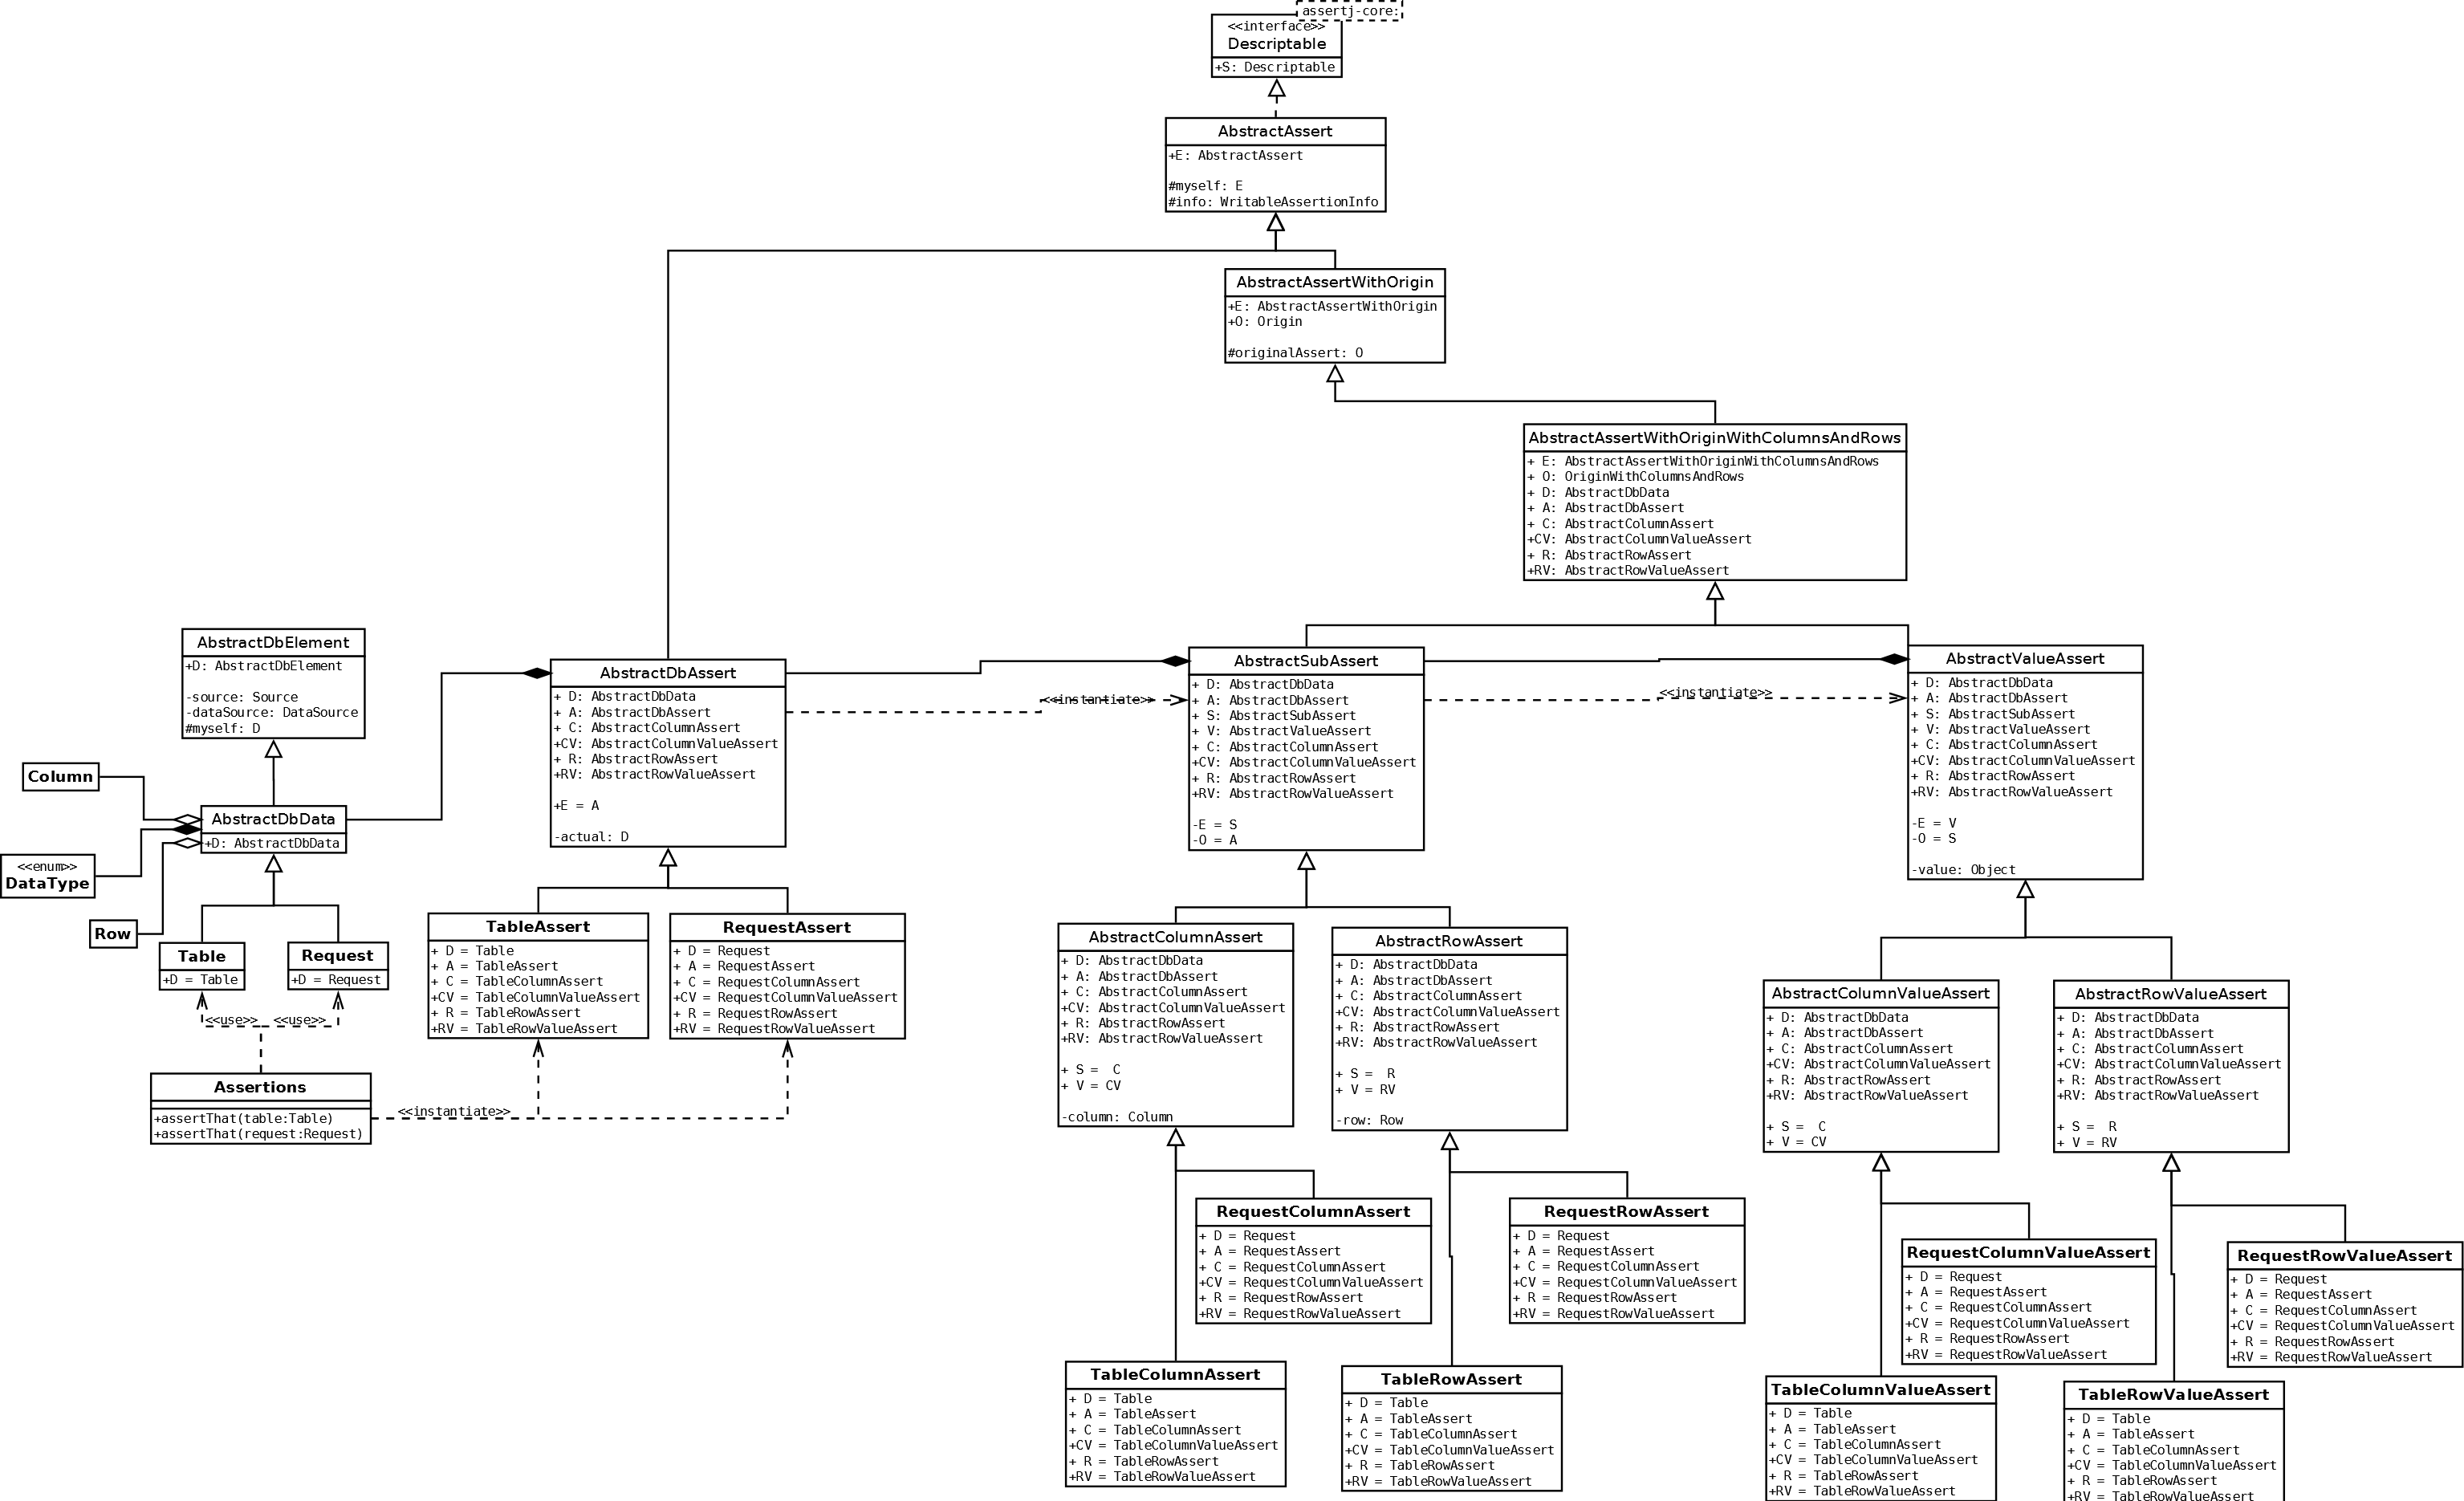 assertj-core:
<<interface>>
Descriptable
+S: Descriptable
AbstractAssert
+E: AbstractAssert
#myself: E
#info: WritableAssertionInfo
AbstractAssertWithOrigin
+E: AbstractAssertWithOrigin
+O: Origin
#originalAssert: O
AbstractAssertWithOriginWithColumnsAndRows
+ E: AbstractAssertWithOriginWithColumnsAndRows
+ O: OriginWithColumnsAndRows
+ D: AbstractDbData
+ A: AbstractDbAssert
+ C: AbstractColumnAssert
+CV: AbstractColumnValueAssert
+ R: AbstractRowAssert
+RV: AbstractRowValueAssert
AbstractDbElement
+D: AbstractDbElement
-source: Source
-dataSource: DataSource
#myself: D
Column
AbstractDbData
+D: AbstractDbData
<<enum>>
DataType
Row
Table
+D = Table
Request
+D = Request
<<use>>
<<use>>
Assertions
+assertThat(table:Table)
+assertThat(request:Request)
<<instantiate>>
AbstractDbAssert
+ D: AbstractDbData
+ A: AbstractDbAssert
+ C: AbstractColumnAssert
+CV: AbstractColumnValueAssert
+ R: AbstractRowAssert
+RV: AbstractRowValueAssert
+E = A
-actual: D
TableAssert
+ D = Table
+ A = TableAssert
+ C = TableColumnAssert
+CV = TableColumnValueAssert
+ R = TableRowAssert
+RV = TableRowValueAssert
RequestAssert
+ D = Request
+ A = RequestAssert
+ C = RequestColumnAssert
+CV = RequestColumnValueAssert
+ R = RequestRowAssert
+RV = RequestRowValueAssert
<<instantiate>>
AbstractSubAssert
+ D: AbstractDbData
+ A: AbstractDbAssert
+ S: AbstractSubAssert
+ V: AbstractValueAssert
+ C: AbstractColumnAssert
+CV: AbstractColumnValueAssert
+ R: AbstractRowAssert
+RV: AbstractRowValueAssert
-E = S
-O = A
<<instantiate>>
AbstractValueAssert
+ D: AbstractDbData
+ A: AbstractDbAssert
+ S: AbstractSubAssert
+ V: AbstractValueAssert
+ C: AbstractColumnAssert
+CV: AbstractColumnValueAssert
+ R: AbstractRowAssert
+RV: AbstractRowValueAssert
-E = V
-O = S
-value: Object
AbstractColumnAssert
+ D: AbstractDbData
+ A: AbstractDbAssert
+ C: AbstractColumnAssert
+CV: AbstractColumnValueAssert
+ R: AbstractRowAssert
+RV: AbstractRowValueAssert
+ S =  C
+ V = CV
-column: Column
AbstractRowAssert
+ D: AbstractDbData
+ A: AbstractDbAssert
+ C: AbstractColumnAssert
+CV: AbstractColumnValueAssert
+ R: AbstractRowAssert
+RV: AbstractRowValueAssert
+ S =  R
+ V = RV
-row: Row
AbstractColumnValueAssert
+ D: AbstractDbData
+ A: AbstractDbAssert
+ C: AbstractColumnAssert
+CV: AbstractColumnValueAssert
+ R: AbstractRowAssert
+RV: AbstractRowValueAssert
+ S =  C
+ V = CV
AbstractRowValueAssert
+ D: AbstractDbData
+ A: AbstractDbAssert
+ C: AbstractColumnAssert
+CV: AbstractColumnValueAssert
+ R: AbstractRowAssert
+RV: AbstractRowValueAssert
+ S =  R
+ V = RV
RequestColumnAssert
+ D = Request
+ A = RequestAssert
+ C = RequestColumnAssert
+CV = RequestColumnValueAssert
+ R = RequestRowAssert
+RV = RequestRowValueAssert
RequestRowAssert
+ D = Request
+ A = RequestAssert
+ C = RequestColumnAssert
+CV = RequestColumnValueAssert
+ R = RequestRowAssert
+RV = RequestRowValueAssert
RequestColumnValueAssert
+ D = Request
+ A = RequestAssert
+ C = RequestColumnAssert
+CV = RequestColumnValueAssert
+ R = RequestRowAssert
+RV = RequestRowValueAssert
RequestRowValueAssert
+ D = Request
+ A = RequestAssert
+ C = RequestColumnAssert
+CV = RequestColumnValueAssert
+ R = RequestRowAssert
+RV = RequestRowValueAssert
TableColumnAssert
+ D = Table
+ A = TableAssert
+ C = TableColumnAssert
+CV = TableColumnValueAssert
+ R = TableRowAssert
+RV = TableRowValueAssert
TableRowAssert
+ D = Table
+ A = TableAssert
+ C = TableColumnAssert
+CV = TableColumnValueAssert
+ R = TableRowAssert
+RV = TableRowValueAssert
TableColumnValueAssert
+ D = Table
+ A = TableAssert
+ C = TableColumnAssert
+CV = TableColumnValueAssert
+ R = TableRowAssert
+RV = TableRowValueAssert
TableRowValueAssert
+ D = Table
+ A = TableAssert
+ C = TableColumnAssert
+CV = TableColumnValueAssert
+ R = TableRowAssert
+RV = TableRowValueAssert